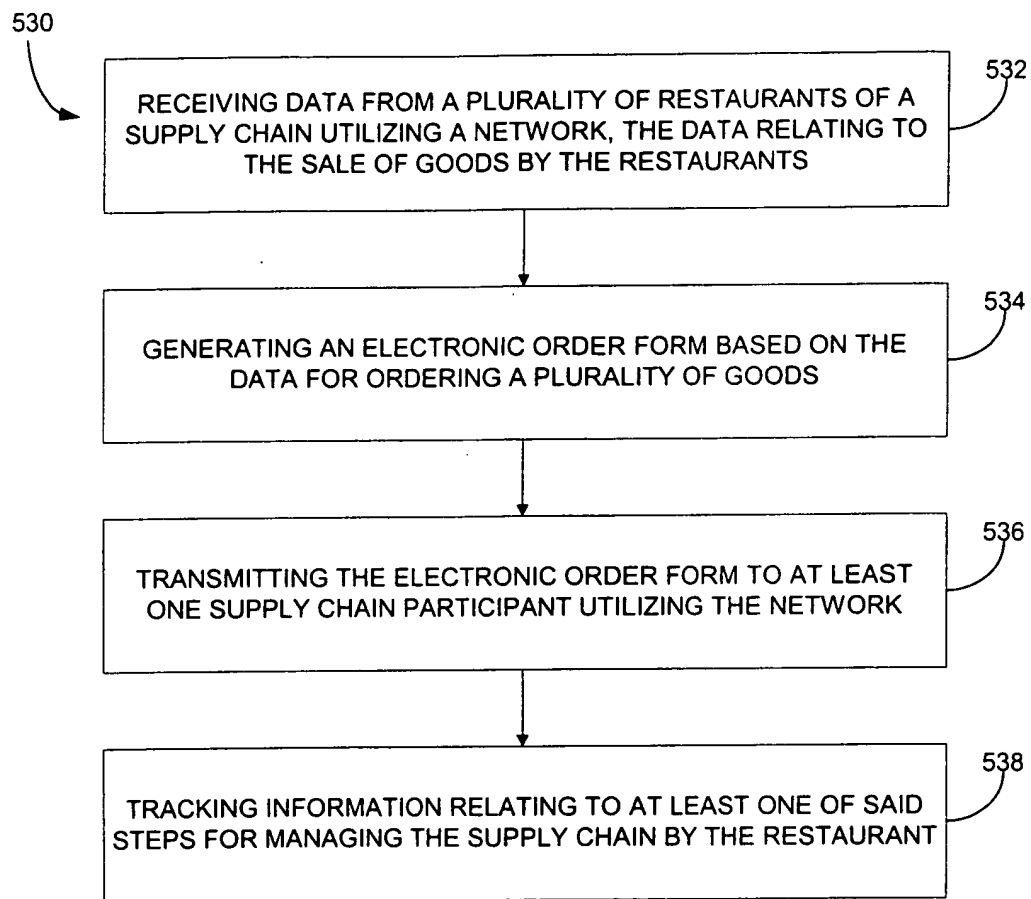 530
532
RECEIVING DATA FROM A PLURALITY OF RESTAURANTS OF A
SUPPLY CHAIN UTILIZING A NETWORK, THE DATA RELATING TO
THE SALE OF GOODS BY THE RESTAURANTS
534
GENERATING AN ELECTRONIC ORDER FORM BASED ON THE
DATA FOR ORDERING A PLURALITY OF GOODS
536
TRANSMITTING THE ELECTRONIC ORDER FORM TO AT LEAST
ONE SUPPLY CHAIN PARTICIPANT UTILIZING THE NETWORK
538
TRACKING INFORMATION RELATING TO AT LEAST ONE OF SAID
STEPS FOR MANAGING THE SUPPLY CHAIN BY THE RESTAURANT